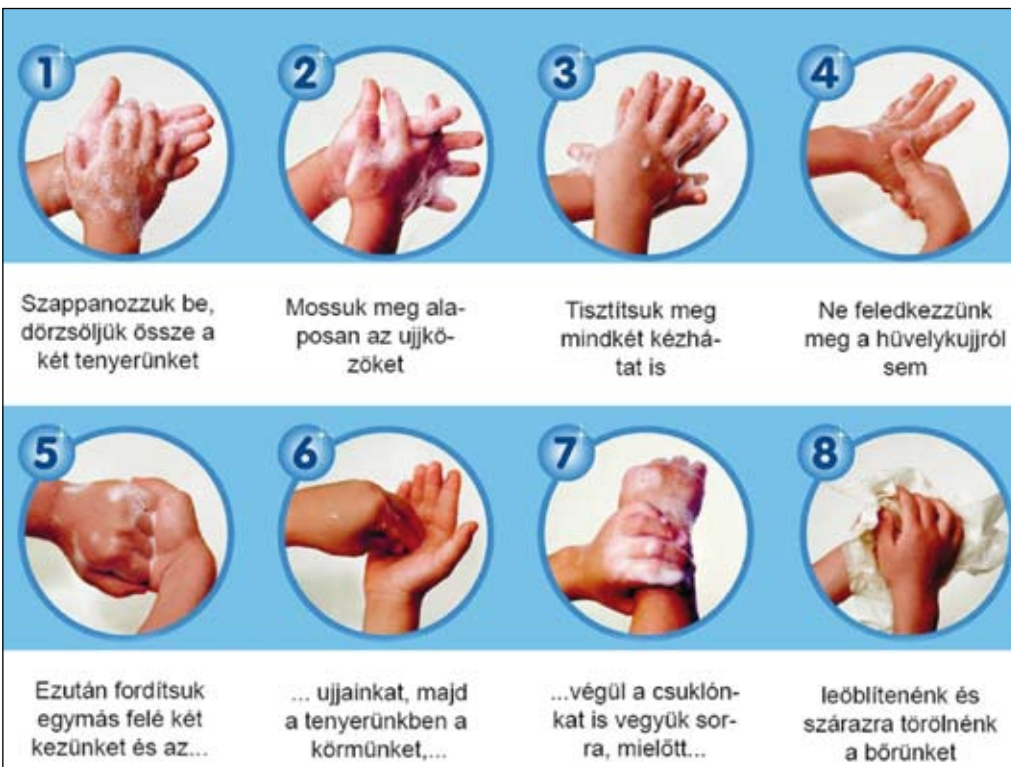 1
2
3
4
Szappanozzuk be,
dörzsöljük össze a
két tenyerünket
Mossuk meg ala-
posan az ujjkö-
zöket
Tisztítsuk meg
mindkét kézhá-
tat is
Ne feledkezzünk
meg a hüvelykujjról
sem
5
6
7
8
Ezután fordítsuk
egymás felé két
kezünket és az...
... ujjainkat, majd
a tenyerünkben a
körmünket,...
...végül a csuklón-
kat is vegyük sor-
ra, mielőtt...
leöblítenénk és
szárazra törölnénk
a bőrünket